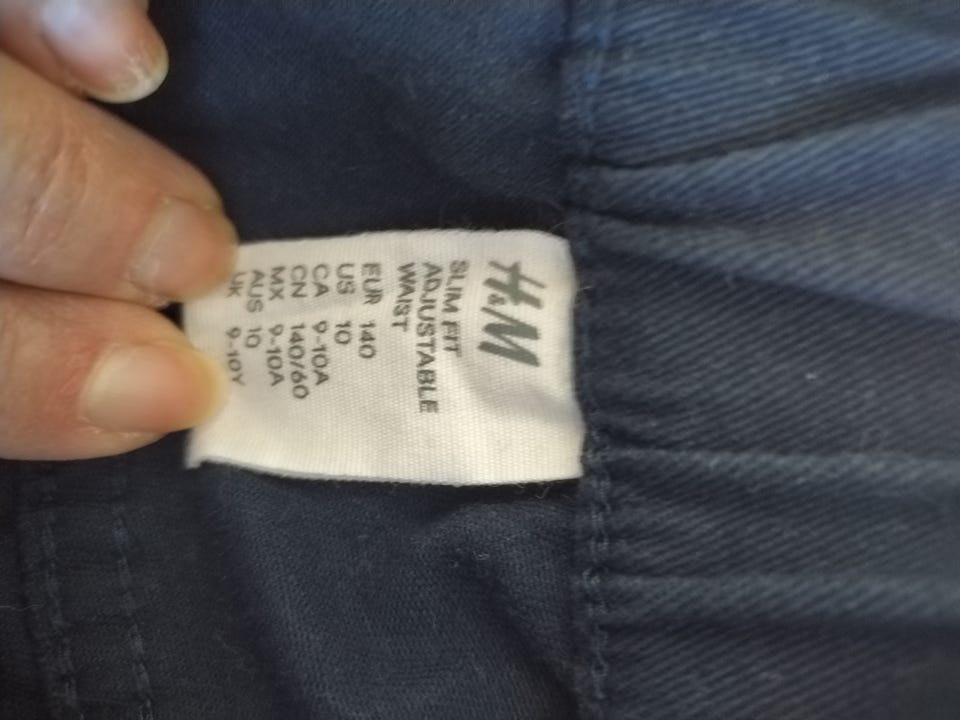 H&M
SLIM FIT
ADJUSTABLE
WAIST
EUR 140
US 10
CA 9-10A
CN 140/60
MX 9-10A
AUS 10
UK 9-10Y